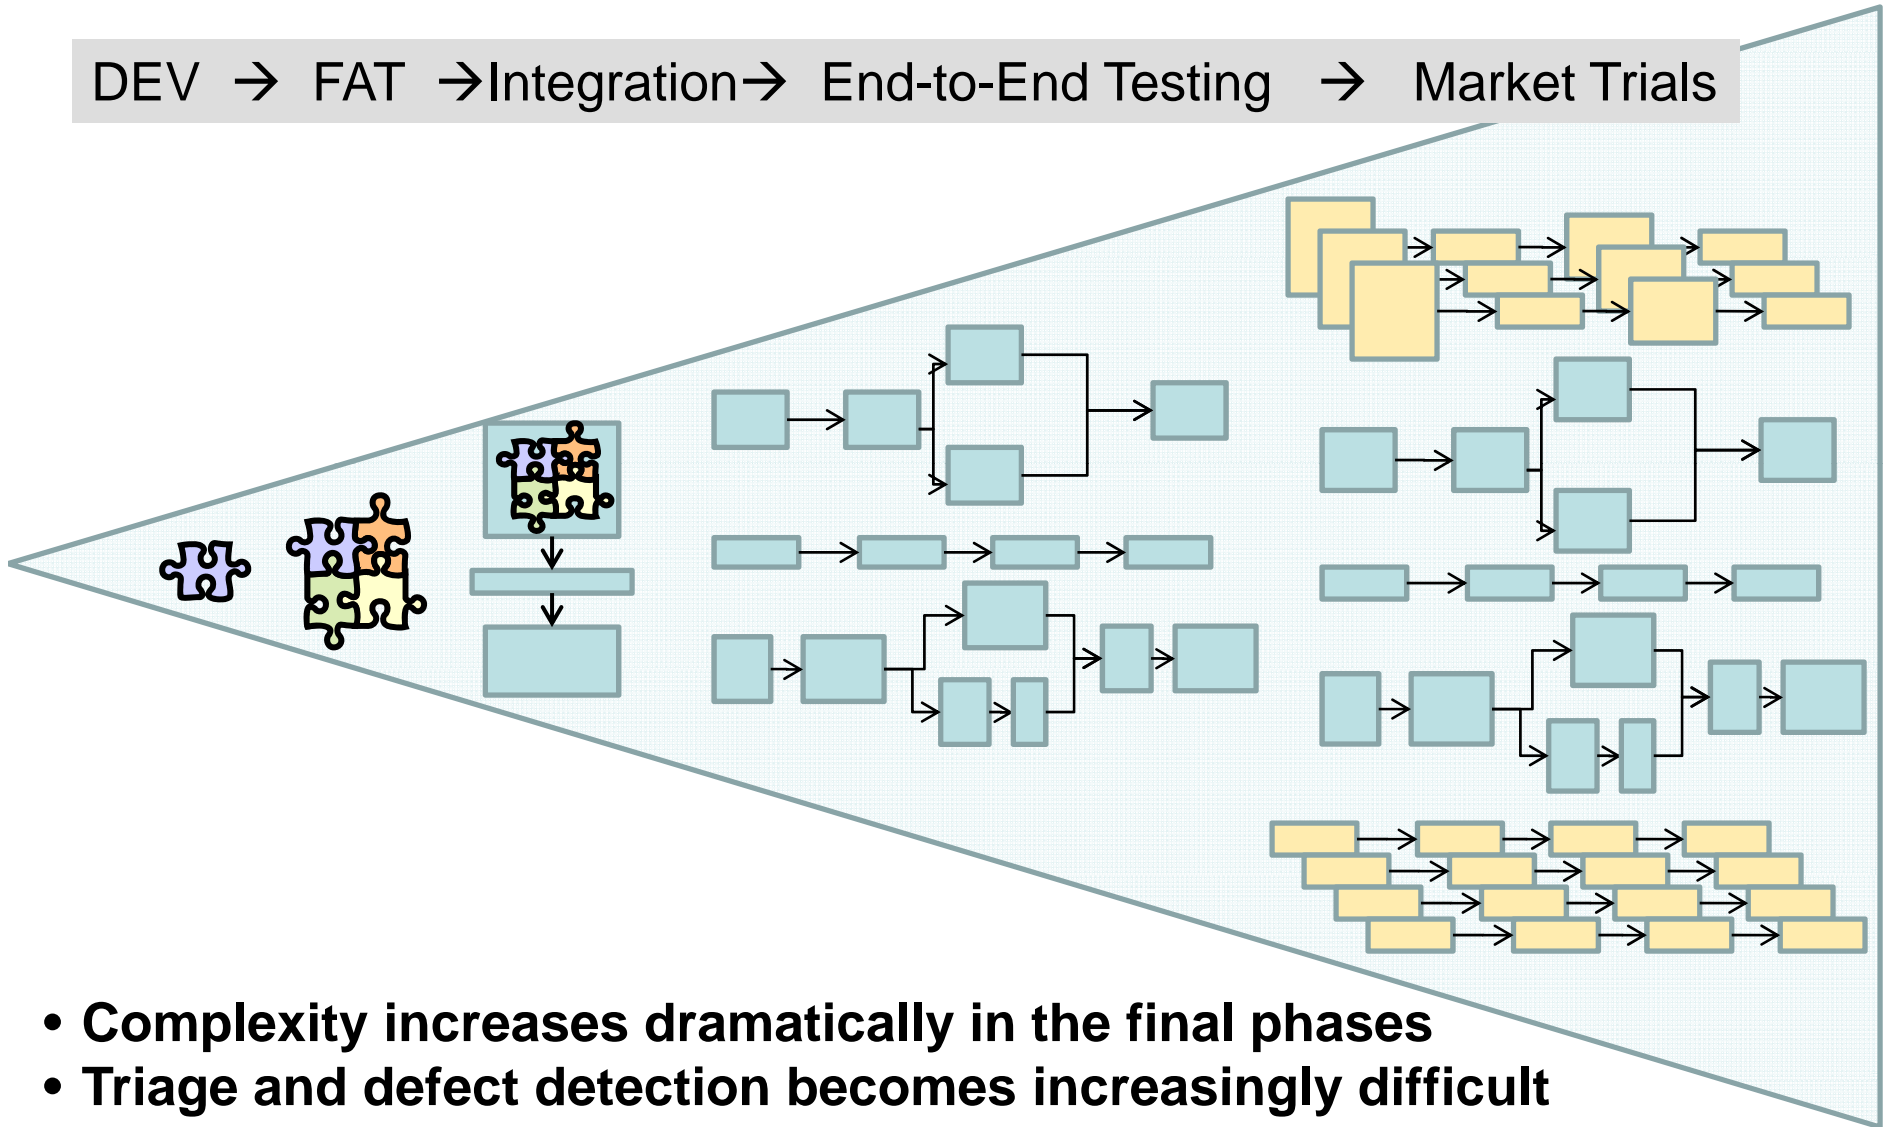 DEV → FAT →Integration→ End-to-End Testing → Market Trials
• Complexity increases dramatically in the final phases
• Triage and defect detection becomes increasingly difficult